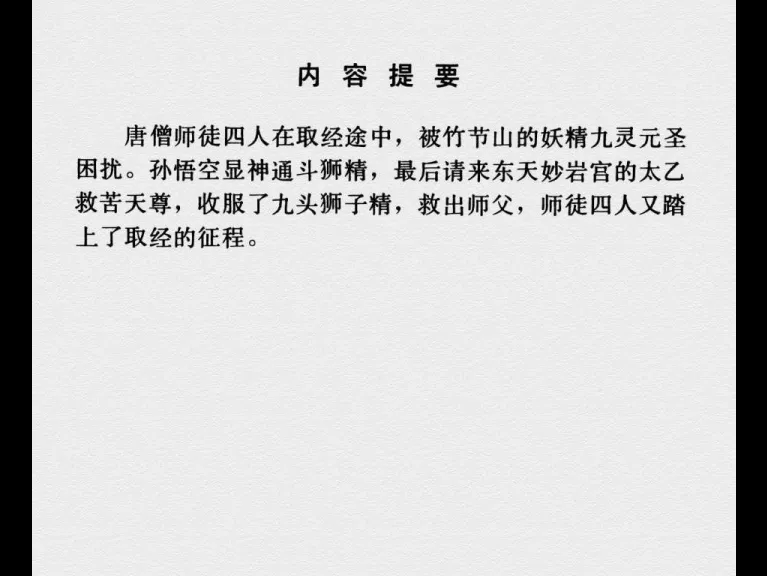 内容提要
唐僧师徒四人在取经途中，被竹节山的妖精九灵元圣
困扰。孙悟空显神通斗狮精，最后请来东天妙岩宫的太乙
救苦天尊，收服了九头狮子精，救出师父，师徒四人又踏
上了取经的征程。